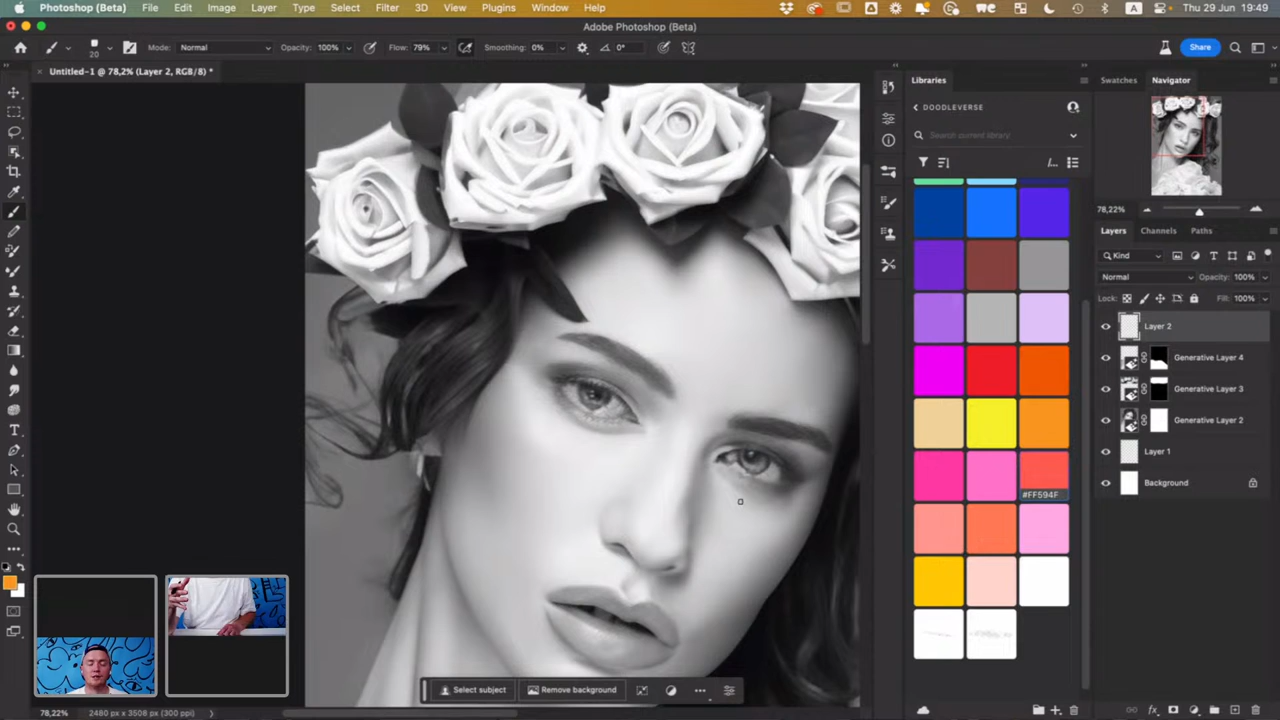 Photoshop (Beta) File Edit Image Layer Type Select Filter 3D View Plugins Window Help A Thu 29 Jun 19:49
Adobe Photoshop (Beta)
20 Mode: Normal Opacity: 100% Flow: 79% Smoothing: 0% 0° Share
Untitled-1 @ 78,2% (Layer 2, RGB/8) *
Libraries
Swatches Navigator
DOODLEVERSE
Search current library
78,22%
Layers Channels Paths
Kind
Normal Opacity: 100%
Lock: Fill: 100%
Layer 2
Generative Layer 4
Generative Layer 3
Generative Layer 2
Layer 1
Background
#FF594F
Select subject Remove background
78,22% 2480 px x 3508 px (300 ppi)